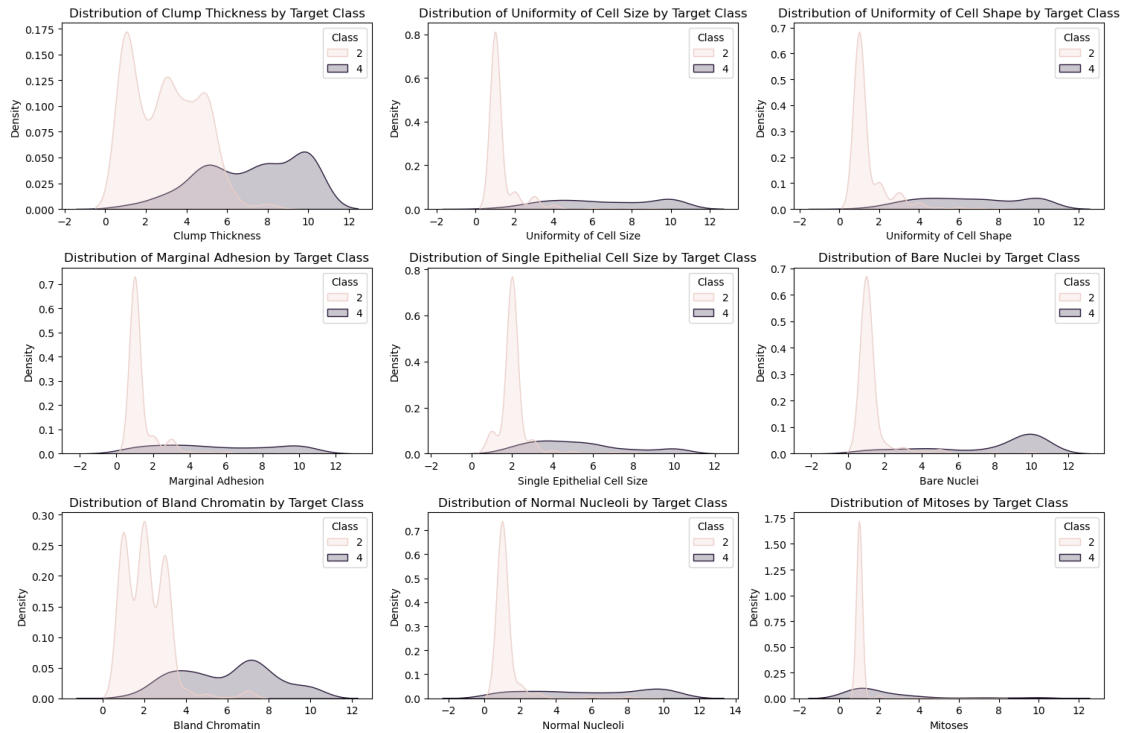 Distribution of Clump Thickness by Target Class
Distribution of Uniformity of Cell Size by Target Class
Distribution of Uniformity of Cell Shape by Target Class
0.175
0.150
0.125
0.100
0.075
0.050
0.025
0.000
Density
Class
2
4
−2 0 2 4 6 8 10 12
Clump Thickness
0.8
0.6
0.4
0.2
0.0
Density
Class
2
4
−2 0 2 4 6 8 10 12
Uniformity of Cell Size
0.7
0.6
0.5
0.4
0.3
0.2
0.1
0.0
Density
Class
2
4
−2 0 2 4 6 8 10 12
Uniformity of Cell Shape
Distribution of Marginal Adhesion by Target Class
Distribution of Single Epithelial Cell Size by Target Class
Distribution of Bare Nuclei by Target Class
0.7
0.6
0.5
0.4
0.3
0.2
0.1
0.0
Density
Class
2
4
−2 0 2 4 6 8 10 12
Marginal Adhesion
0.8
0.7
0.6
0.5
0.4
0.3
0.2
0.1
0.0
Density
Class
2
4
−2 0 2 4 6 8 10 12
Single Epithelial Cell Size
0.7
0.6
0.5
0.4
0.3
0.2
0.1
0.0
Density
Class
2
4
−2 0 2 4 6 8 10 12
Bare Nuclei
Distribution of Bland Chromatin by Target Class
Distribution of Normal Nucleoli by Target Class
Distribution of Mitoses by Target Class
0.30
0.25
0.20
0.15
0.10
0.05
0.00
Density
Class
2
4
0 2 4 6 8 10 12
Bland Chromatin
0.7
0.6
0.5
0.4
0.3
0.2
0.1
0.0
Density
Class
2
4
−2 0 2 4 6 8 10 12 14
Normal Nucleoli
1.75
1.50
1.25
1.00
0.75
0.50
0.25
0.00
Density
Class
2
4
−2 0 2 4 6 8 10 12
Mitoses